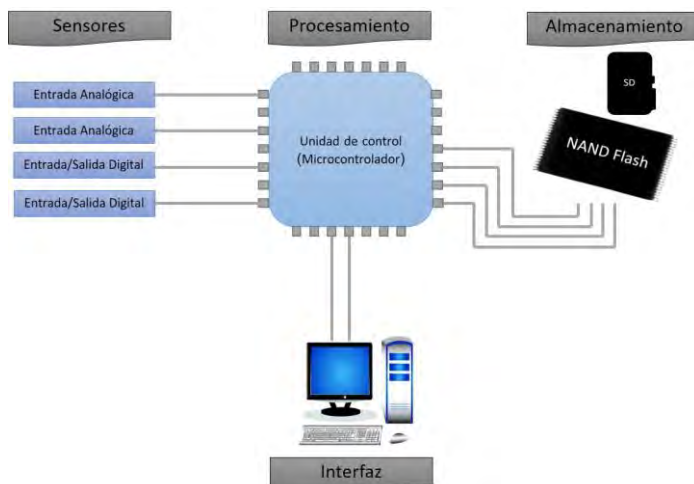 Sensores
Procesamiento
Almacenamiento
Entrada Analógica
Entrada Analógica
Entrada/Salida Digital
Entrada/Salida Digital
Unidad de control
(Microcontrolador)
SD
NAND Flash
Interfaz